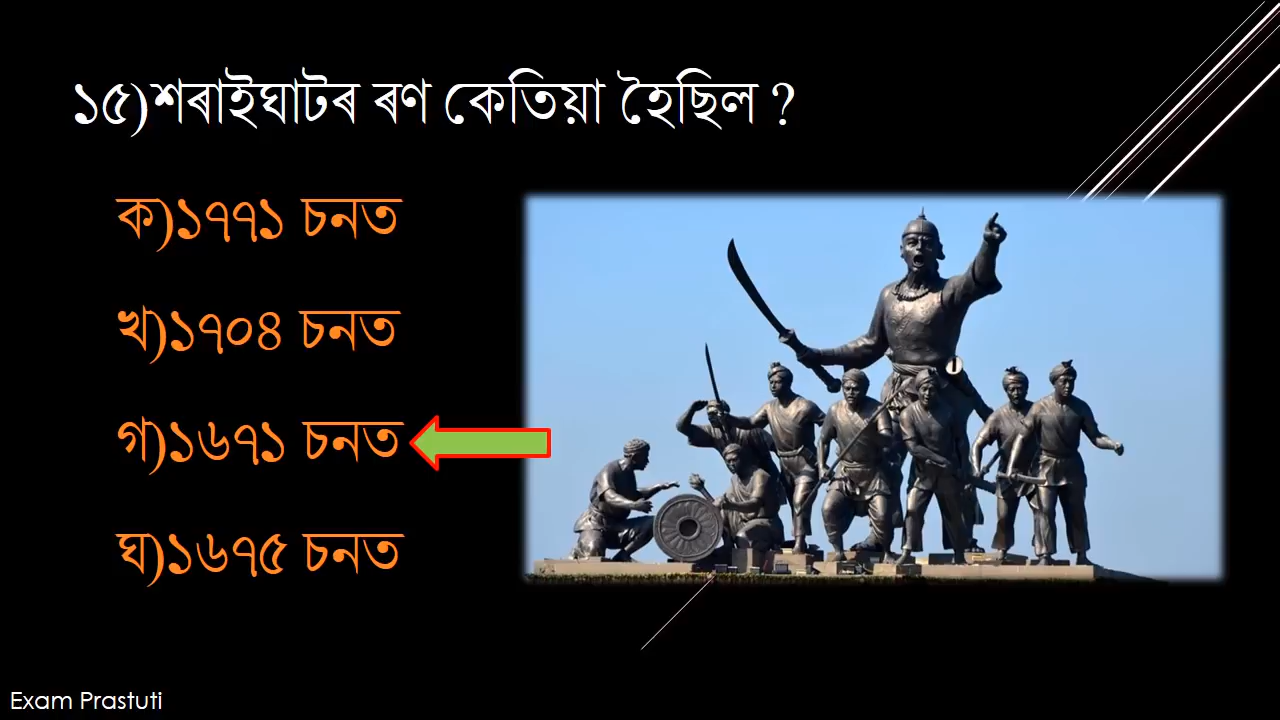 ১৫)শৰাইঘাটৰ ৰণ কেতিয়া হৈছিল ?
ক)১৭৭১ চনত
খ)১৭০৪ চনত
গ)১৬৭১ চনত
ঘ)১৬৭৫ চনত
Exam Prastuti